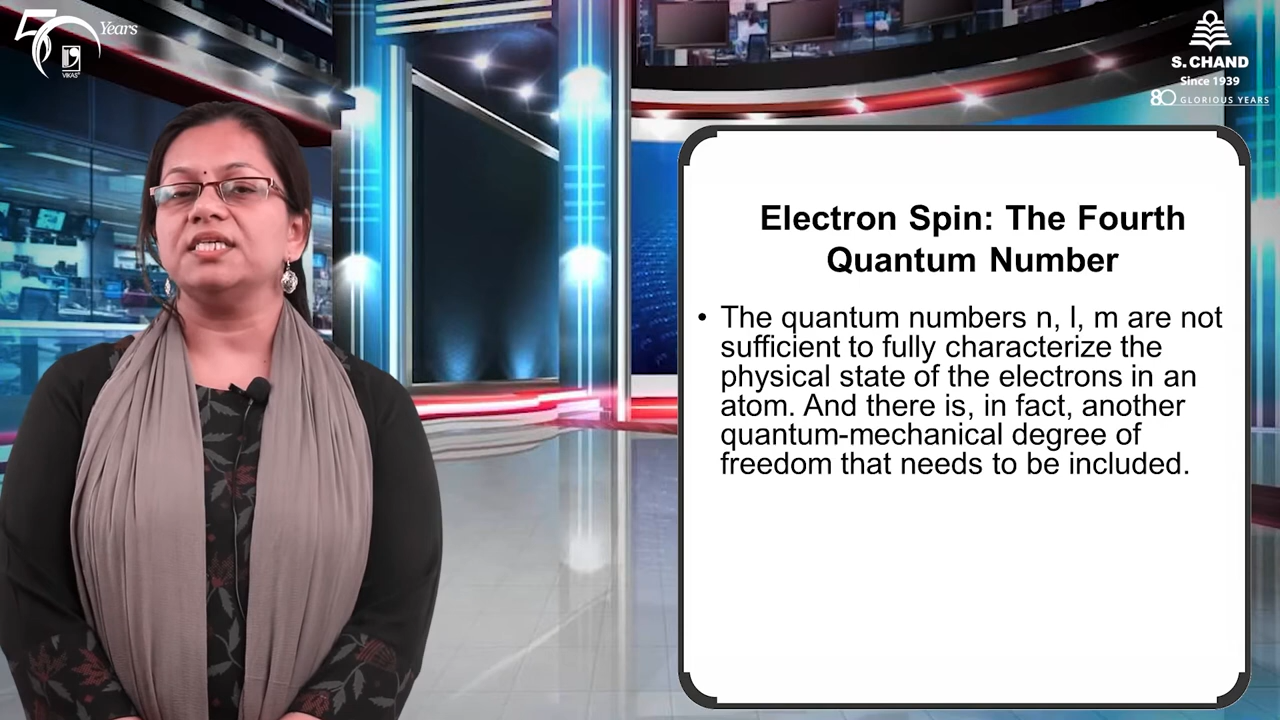 50 Years
VIKAS
S. CHAND
Since 1939
80 GLORIOUS YEARS
Electron Spin: The Fourth
Quantum Number
• The quantum numbers n, l, m are not
sufficient to fully characterize the
physical state of the electrons in an
atom. And there is, in fact, another
quantum-mechanical degree of
freedom that needs to be included.